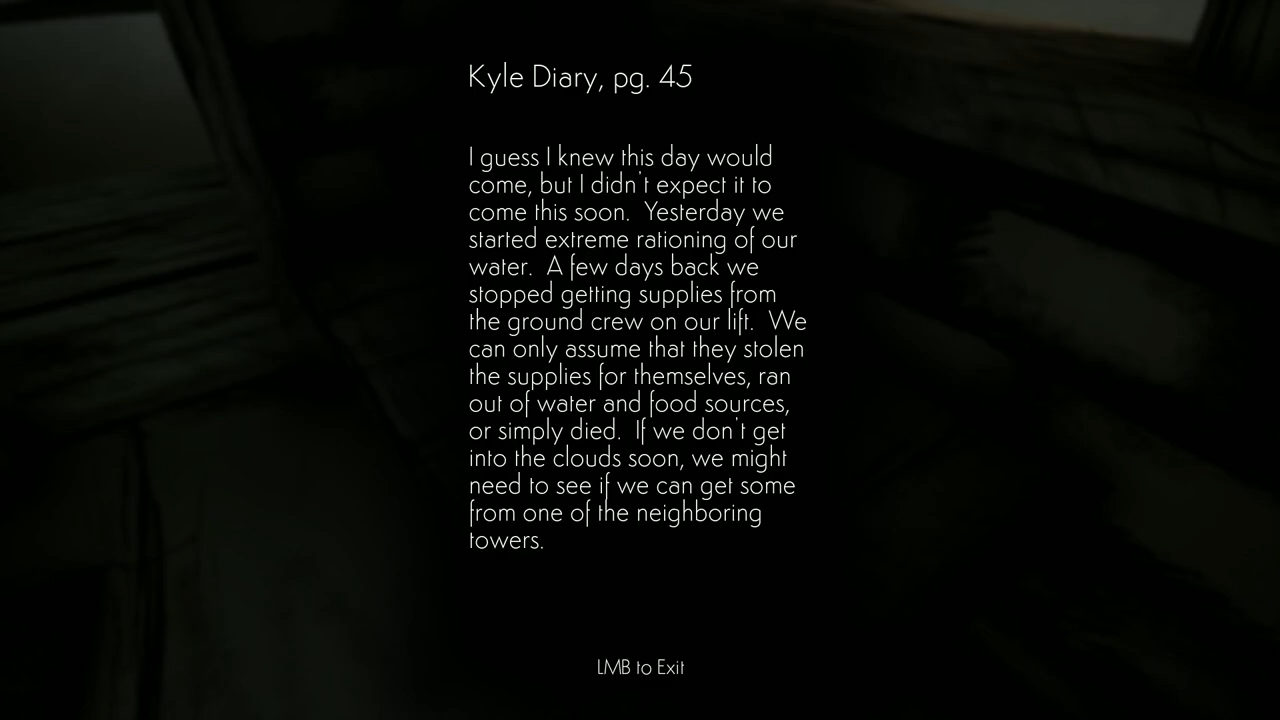 Kyle Diary, pg. 45
I guess I knew this day would
come, but I didn't expect it to
come this soon.  Yesterday we
started extreme rationing of our
water.  A few days back we
stopped getting supplies from
the ground crew on our lift.  We
can only assume that they stolen
the supplies for themselves, ran
out of water and food sources,
or simply died.  If we don't get
into the clouds soon, we might
need to see if we can get some
from one of the neighboring
towers.
LMB to Exit